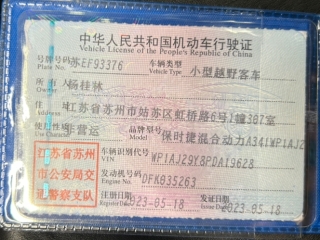 中华人民共和国机动车行驶证
Vehicle License of the People's Republic of China
号牌号码 苏EF93376 车辆类型 小型越野客车
Plate No. Vehicle Type
所有人 杨桂脉
Owner
住址 江苏省苏州市姑苏区虹桥路6号1幢307室
使用性质 非营运 品牌型号 保时捷混合动力A341WP1AJ2
Model
江苏省苏州市公安局交通警察支队
车辆识别代号 WP1AJ29Y8PDA19628
VIN
发动机号码 DFK035263
Engine No.
注册日期 2023-05-18 发证日期 2023-05-18
Register Date Issue Date